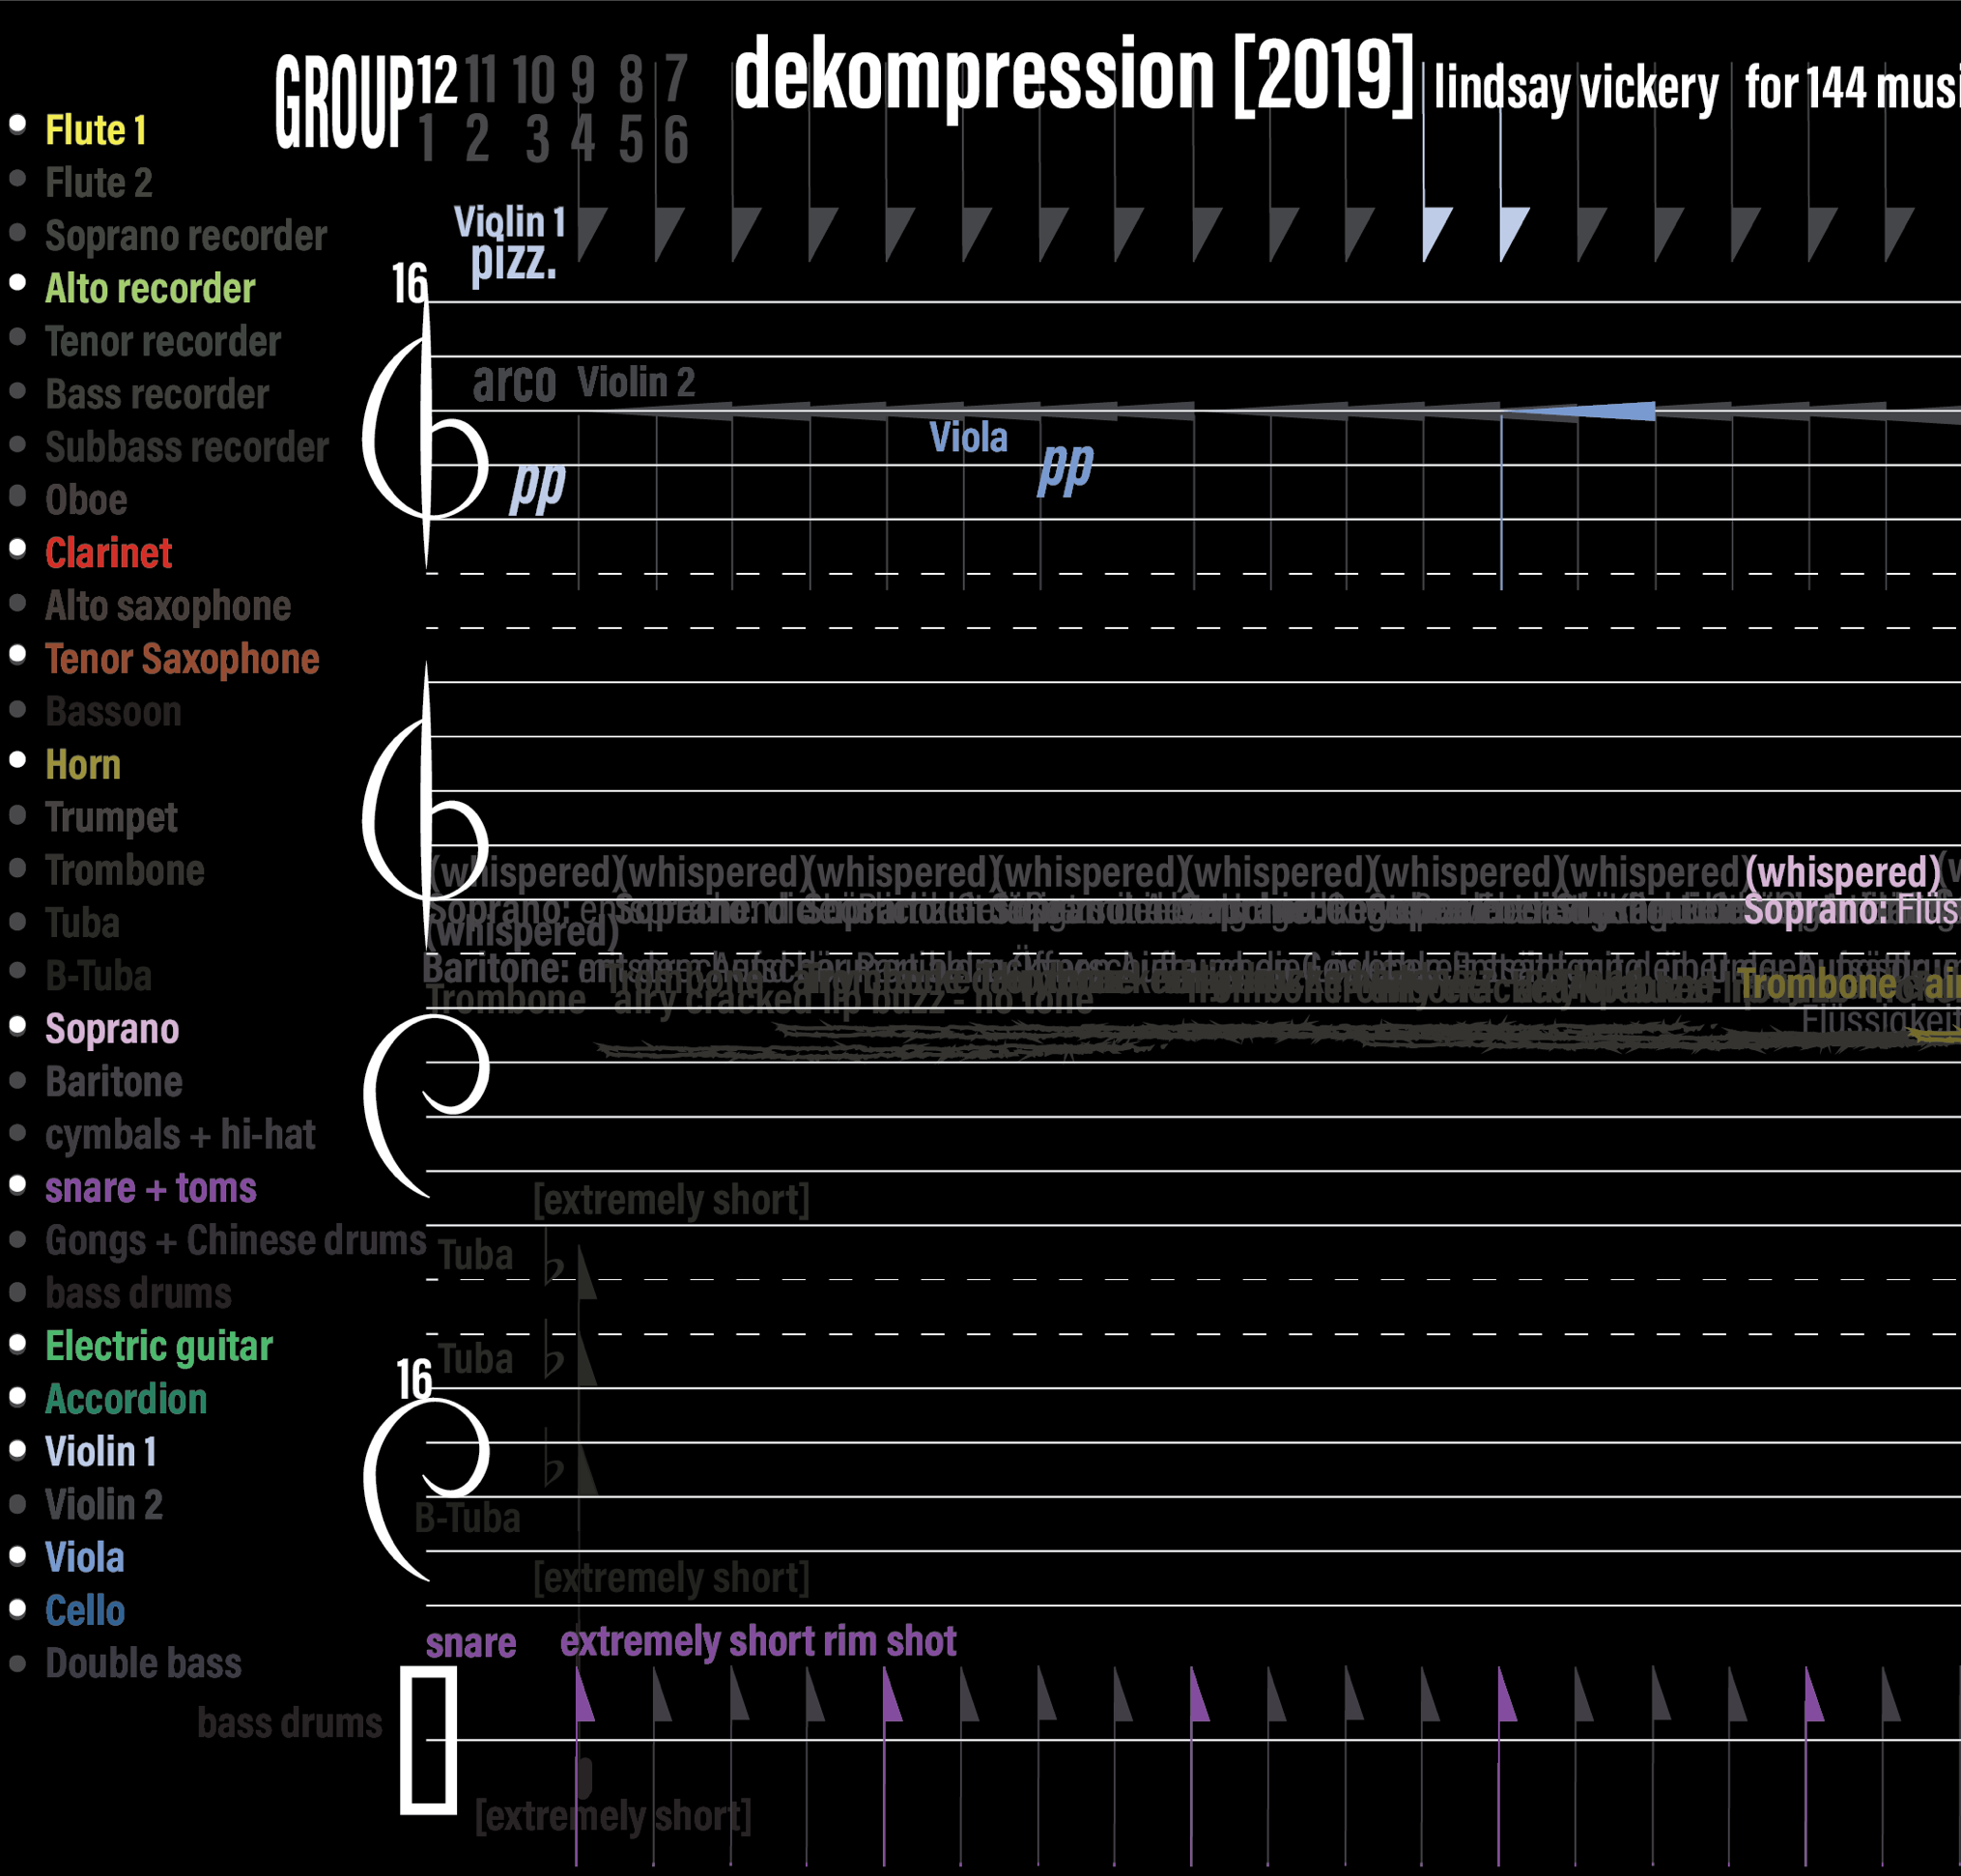 GROUP 12 11 10 9 8 7
1 2 3 4 5 6
dekompression [2019] lindsay vickery for 144 musi
Flute 1
Flute 2
Soprano recorder
Alto recorder
Tenor recorder
Bass recorder
Subbass recorder
Oboe
Clarinet
Alto saxophone
Tenor Saxophone
Bassoon
Horn
Trumpet
Trombone
Tuba
B-Tuba
Soprano
Baritone
cymbals + hi-hat
snare + toms
Gongs + Chinese drums
bass drums
Electric guitar
Accordion
Violin 1
Violin 2
Viola
Cello
Double bass
Violin 1
pizz.
16
arco Violin 2
Viola pp
pp
(whispered)(whispered)(whispered)(whispered)(whispered)(whispered)(whispered)(whispered)(w
Soprano:
Soprano: Flüs
(whispered)
Baritone:
Trombone air
Trombone airy cracked lip buzz - no tone
Flüssigkeit
[extremely short]
Tuba
Tuba
16
B-Tuba
[extremely short]
snare extremely short rim shot
bass drums
[extremely short]